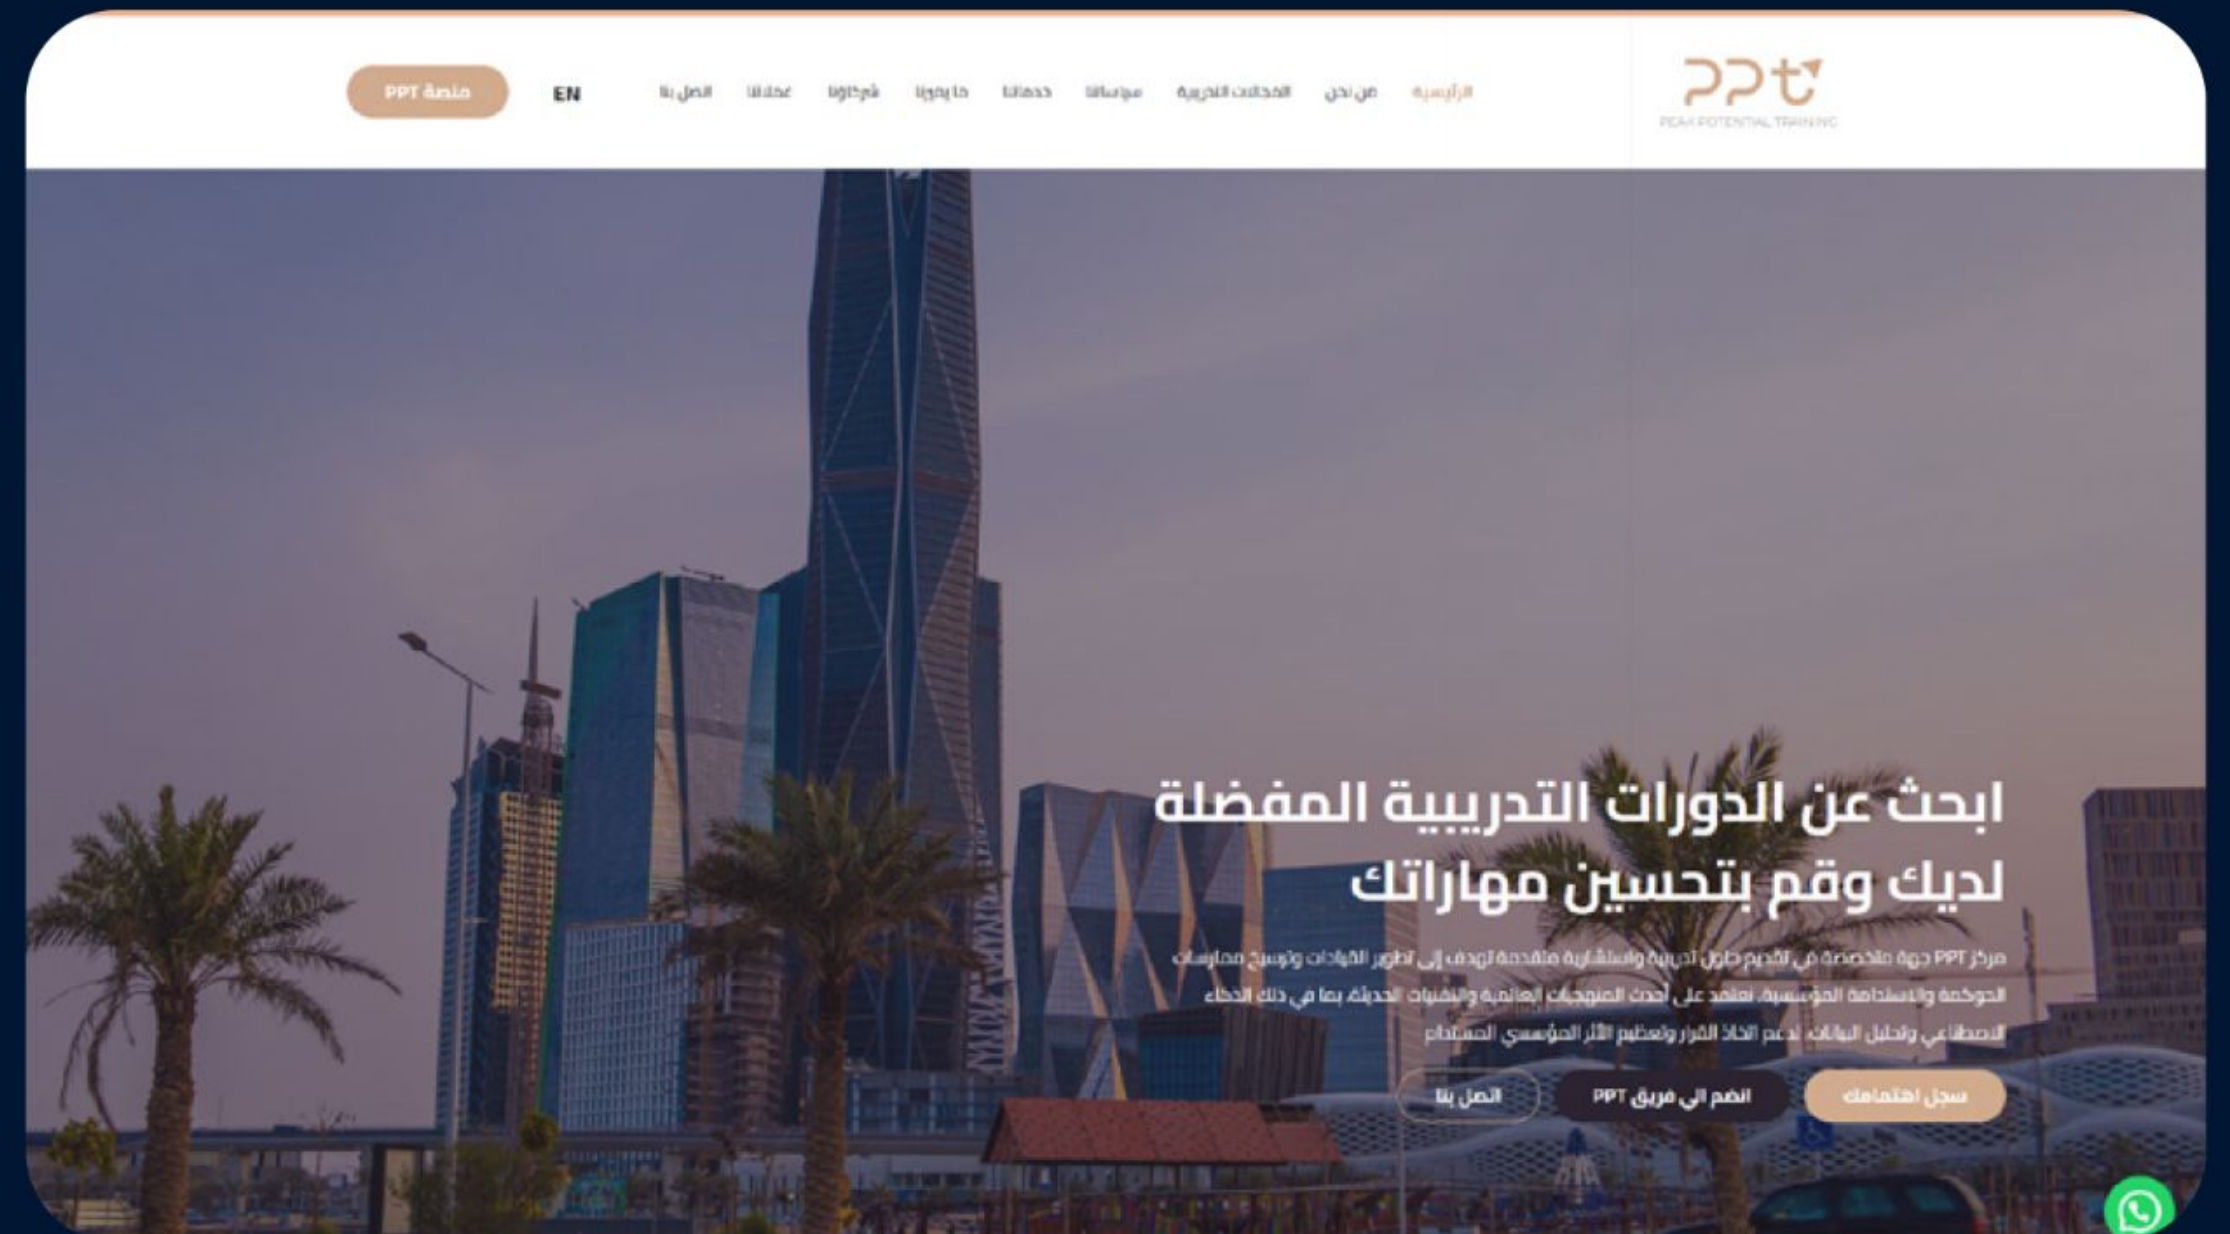 ppt
PEAK POTENTIAL TRAINING
الرئيسية
من نحن
المجالات التدريبية
سياساتنا
خدماتنا
ما يميزنا
شركاؤنا
عملائنا
اتصل بنا
EN
منصة PPT
ابحث عن الدورات التدريبية المفضلة
لديك وقم بتحسين مهاراتك
مركز PPT جهة متخصصة في تقديم حلول تدريبية واستشارية متقدمة تهدف إلى تطوير القيادات وترسيخ ممارسات
الحوكمة والاستدامة المؤسسية، نعتمد على أحدث المنهجيات العالمية والتقنيات الحديثة، بما في ذلك الذكاء
الاصطناعي وتحليل البيانات، لدعم اتخاذ القرار وتعظيم الأثر المؤسسي المستدام
سجل اهتمامك
انضم الي فريق PPT
اتصل بنا